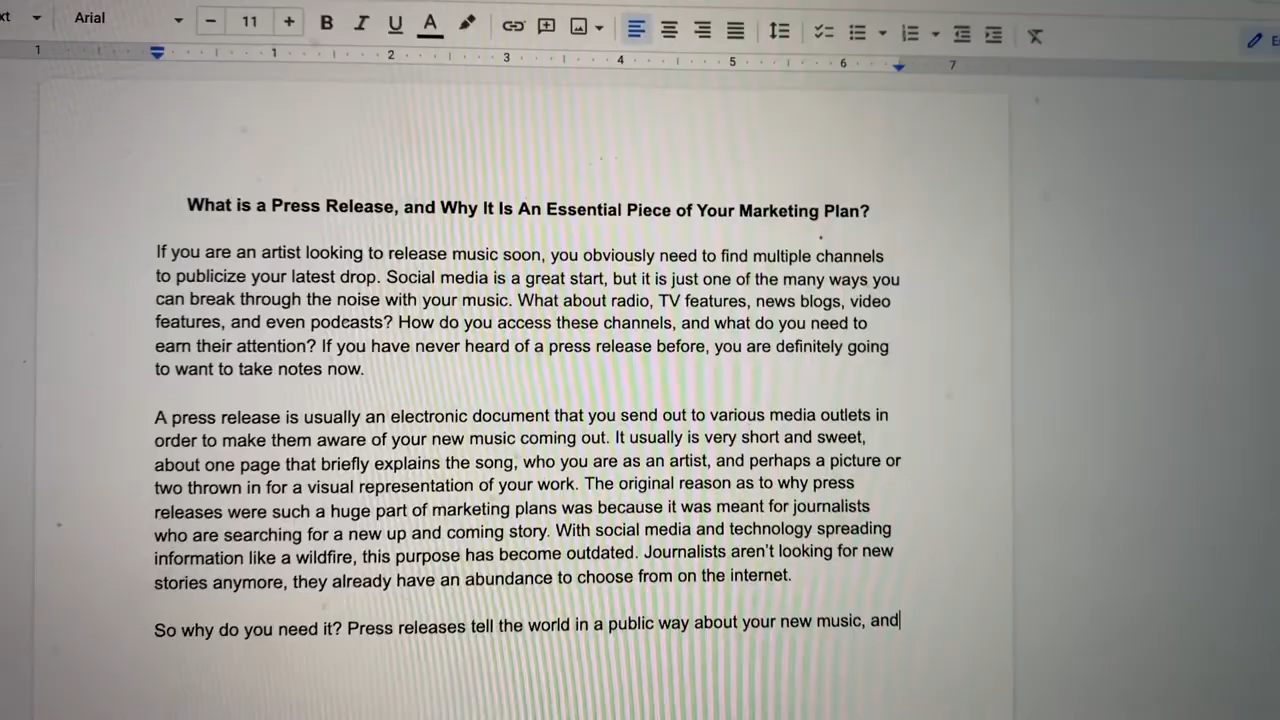 xt
Arial
11
B I U A
1 1 2 3 4 5 6 7
E
What is a Press Release, and Why It Is An Essential Piece of Your Marketing Plan?
If you are an artist looking to release music soon, you obviously need to find multiple channels
to publicize your latest drop. Social media is a great start, but it is just one of the many ways you
can break through the noise with your music. What about radio, TV features, news blogs, video
features, and even podcasts? How do you access these channels, and what do you need to
earn their attention? If you have never heard of a press release before, you are definitely going
to want to take notes now.
A press release is usually an electronic document that you send out to various media outlets in
order to make them aware of your new music coming out. It usually is very short and sweet,
about one page that briefly explains the song, who you are as an artist, and perhaps a picture or
two thrown in for a visual representation of your work. The original reason as to why press
releases were such a huge part of marketing plans was because it was meant for journalists
who are searching for a new up and coming story. With social media and technology spreading
information like a wildfire, this purpose has become outdated. Journalists aren't looking for new
stories anymore, they already have an abundance to choose from on the internet.
So why do you need it? Press releases tell the world in a public way about your new music, and